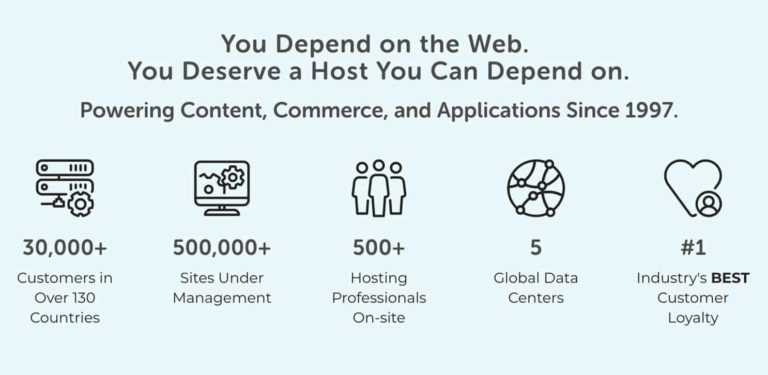 You Depend on the Web.
You Deserve a Host You Can Depend on.
Powering Content, Commerce, and Applications Since 1997.
30,000+
Customers in
Over 130
Countries
500,000+
Sites Under
Management
500+
Hosting
Professionals
On-site
5
Global Data
Centers
#1
Industry's BEST
Customer
Loyalty